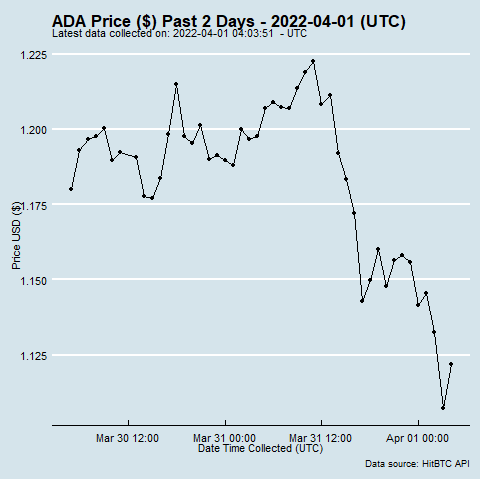 ADA Price ($) Past 2 Days - 2022-04-01 (UTC)
Latest data collected on: 2022-04-01 04:03:51 - UTC
1.225
1.200
1.175
1.150
1.125
Price USD ($)
Mar 30 12:00 Mar 31 00:00 Mar 31 12:00 Apr 01 00:00
Date Time Collected (UTC)
Data source: HitBTC API